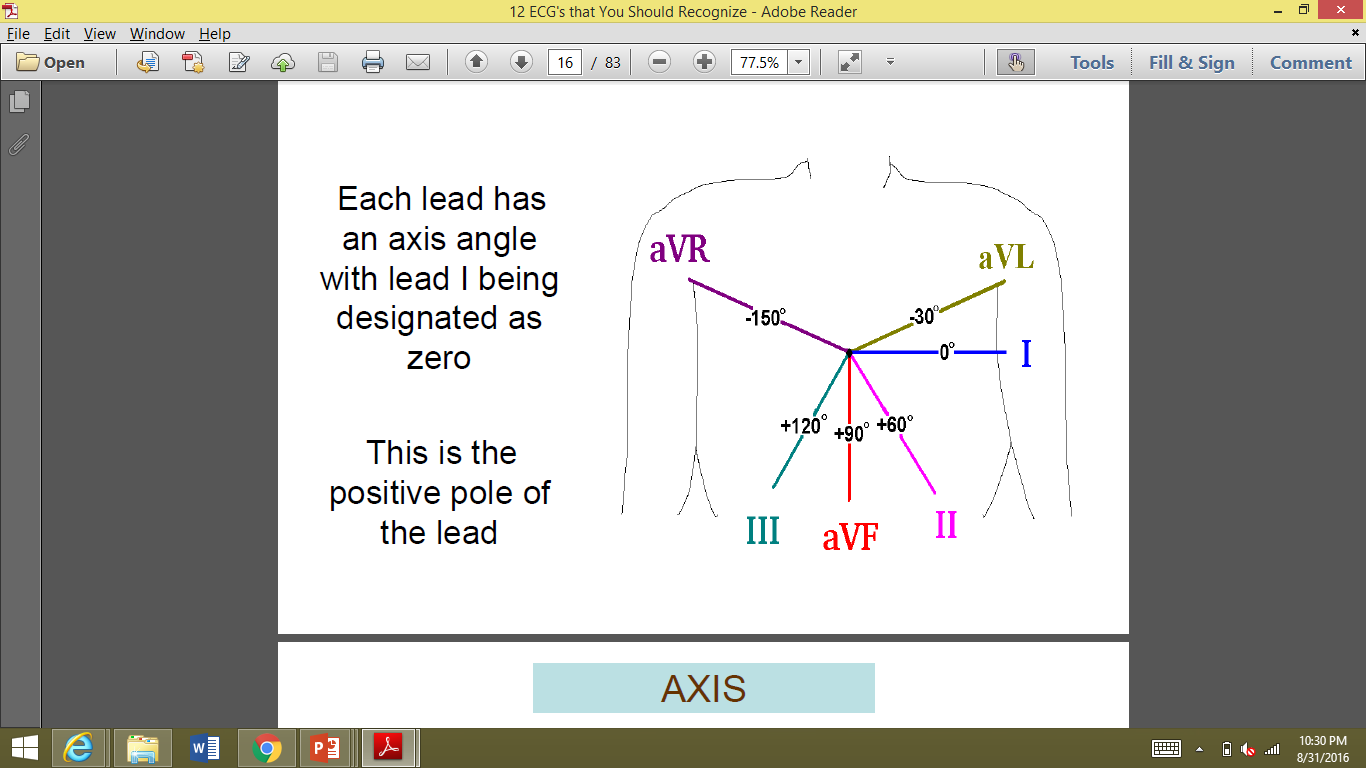 12 ECG's that You Should Recognize - Adobe Reader
File Edit View Window Help
Open 16 / 83 77.5% Tools Fill & Sign Comment
Each lead has
an axis angle
with lead I being
designated as
zero
This is the
positive pole of
the lead
aVR
aVL
-150°
-30°
0°
I
+120°
+90°
+60°
III
aVF
II
AXIS
10:30 PM
8/31/2016